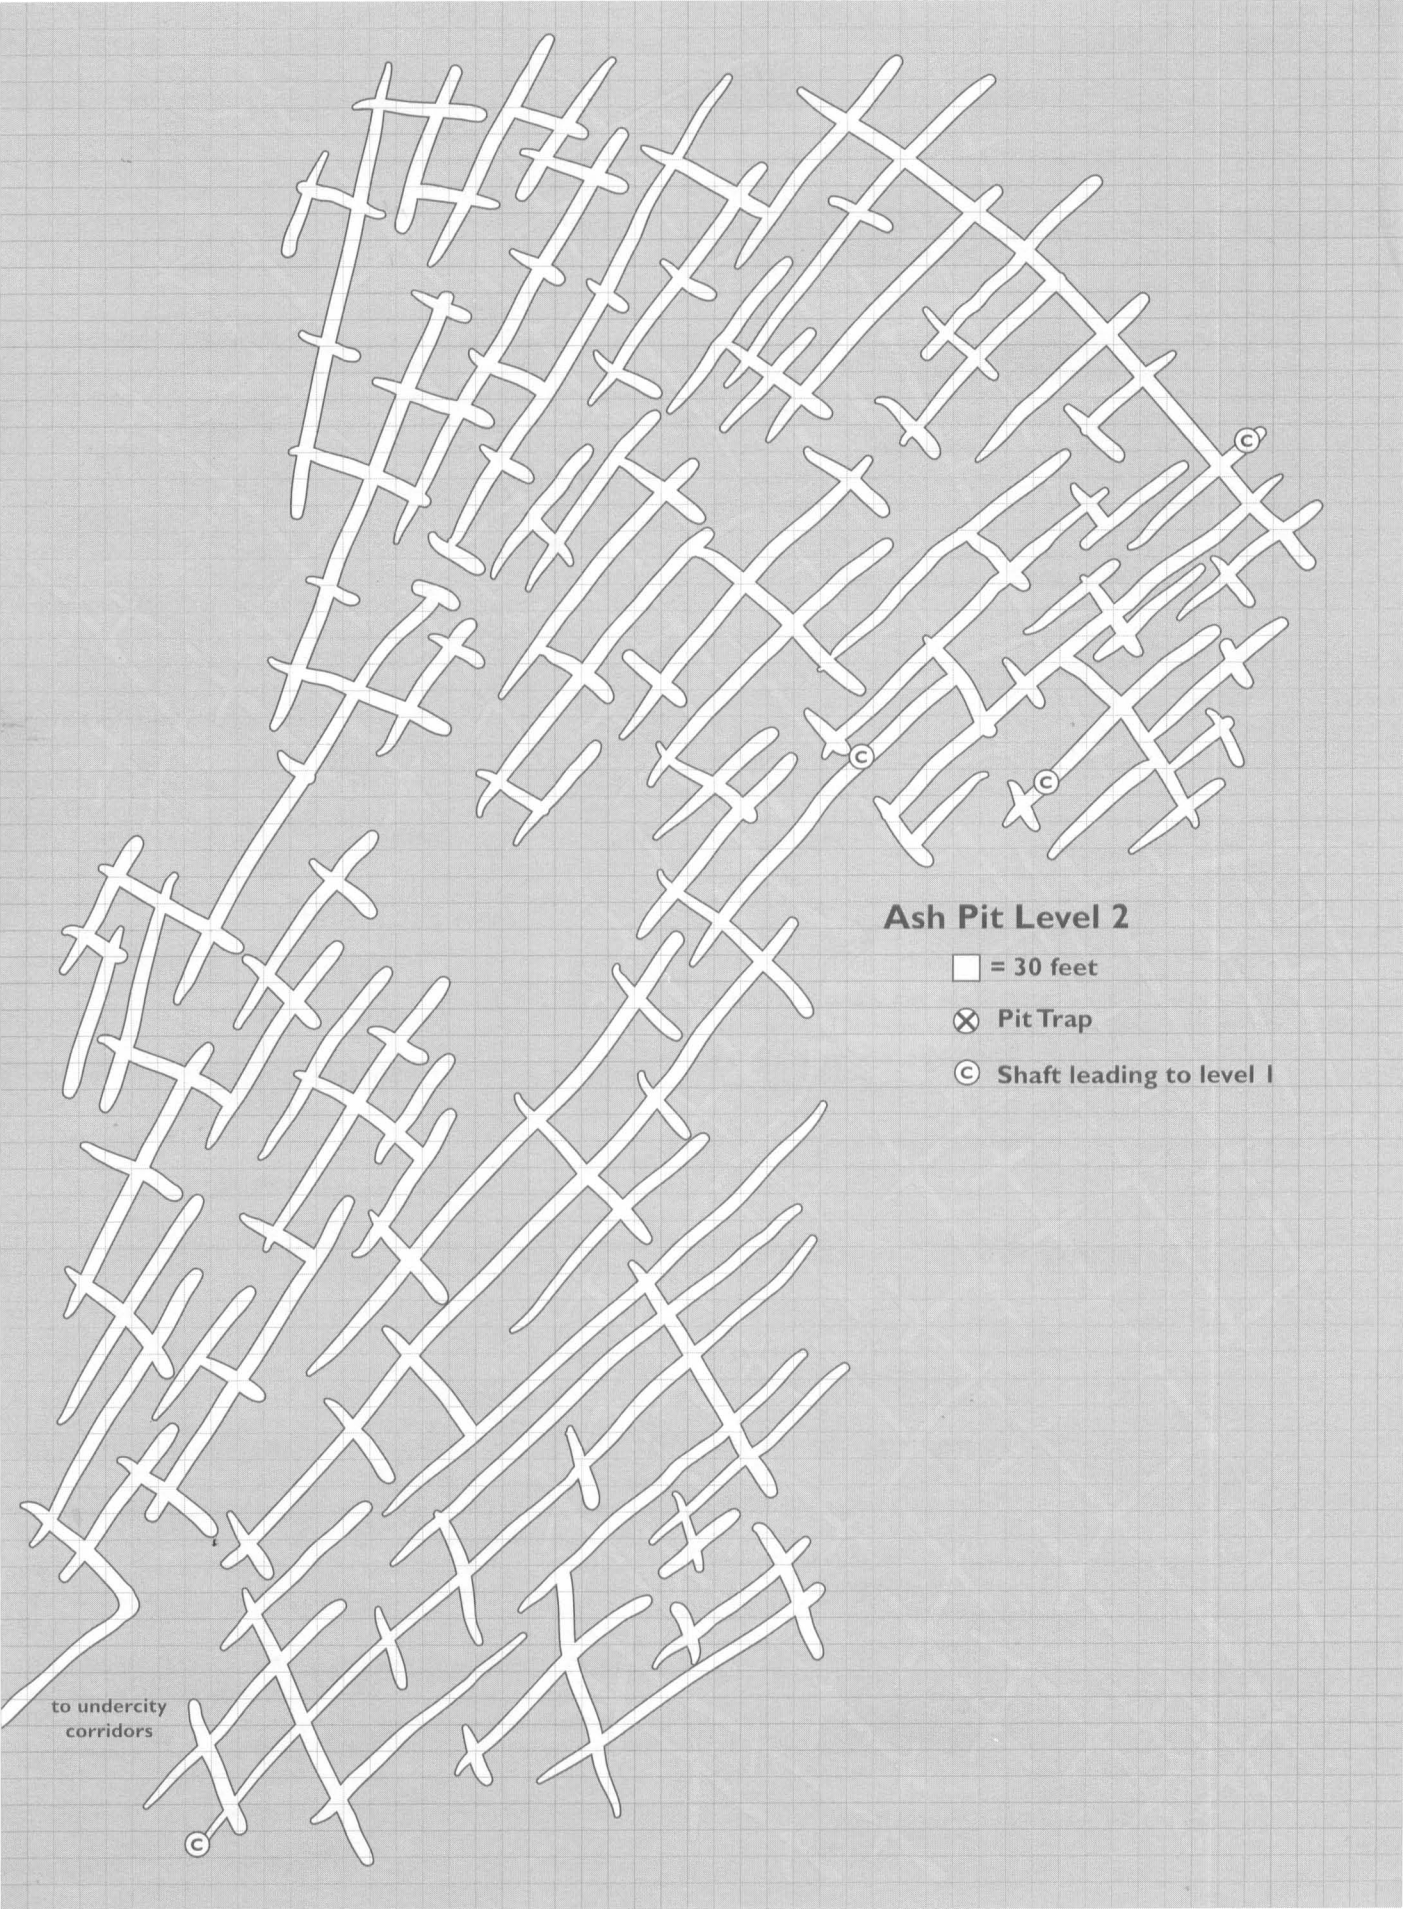 C
C
C
Ash Pit Level 2
= 30 feet
Pit Trap
C Shaft leading to level 1
to undercity
corridors
C